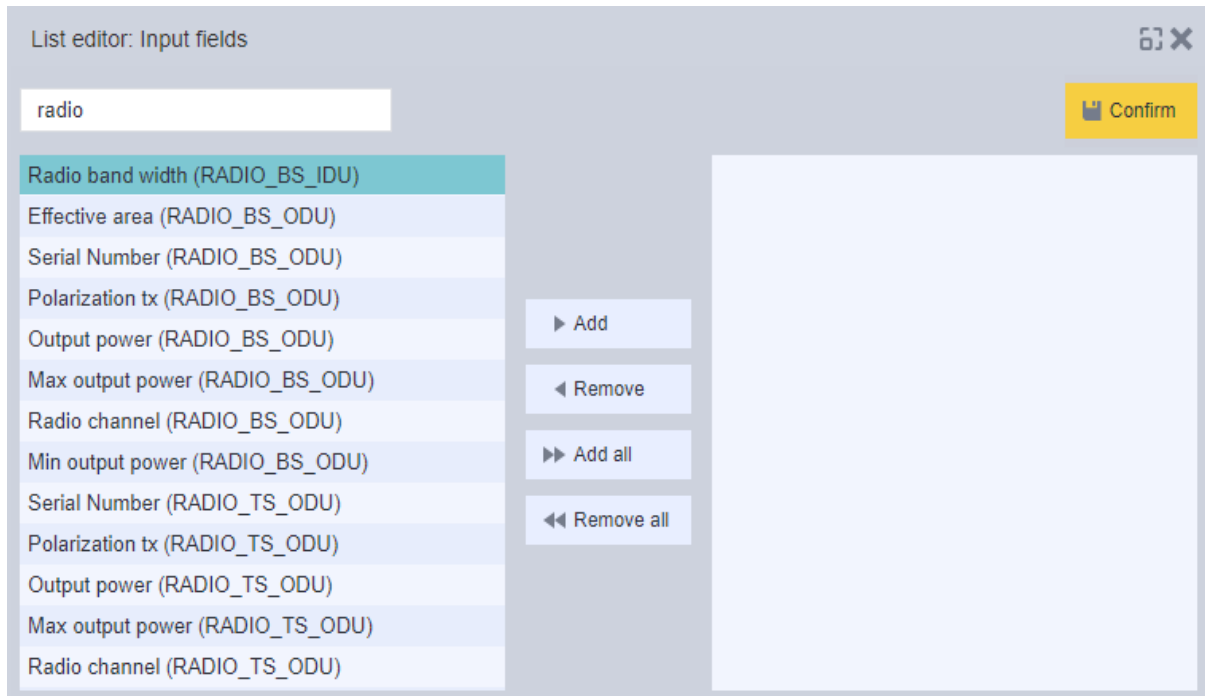 List editor: Input fields
radio
Confirm
Radio band width (RADIO_BS_IDU)
Effective area (RADIO_BS_ODU)
Serial Number (RADIO_BS_ODU)
Polarization tx (RADIO_BS_ODU)
Output power (RADIO_BS_ODU)
Max output power (RADIO_BS_ODU)
Radio channel (RADIO_BS_ODU)
Min output power (RADIO_BS_ODU)
Serial Number (RADIO_TS_ODU)
Polarization tx (RADIO_TS_ODU)
Output power (RADIO_TS_ODU)
Max output power (RADIO_TS_ODU)
Radio channel (RADIO_TS_ODU)
Add
Remove
Add all
Remove all